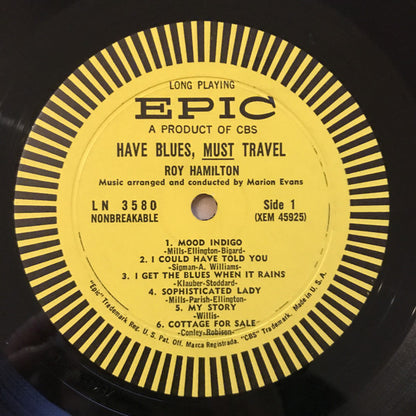 LONG PLAYING
EPIC
A PRODUCT OF CBS
HAVE BLUES, MUST TRAVEL
ROY HAMILTON
Music arranged and conducted by Marion Evans
LN 3580 Side 1
NONBREAKABLE (XEM 45925)
1. MOOD INDIGO
-Mills-Ellington-Bigard-
2. I COULD HAVE TOLD YOU
-Sigman-A. Williams-
3. I GET THE BLUES WHEN IT RAINS
-Klauber-Stoddard-
4. SOPHISTICATED LADY
-Mills-Parish-Ellington-
5. MY STORY
-Willis-
6. COTTAGE FOR SALE
-Conley-Robison-
"Epic" Trademark Reg. U.S. Pat. Off. Marca Registrada. "CBS" Trademark. Made in U.S.A.